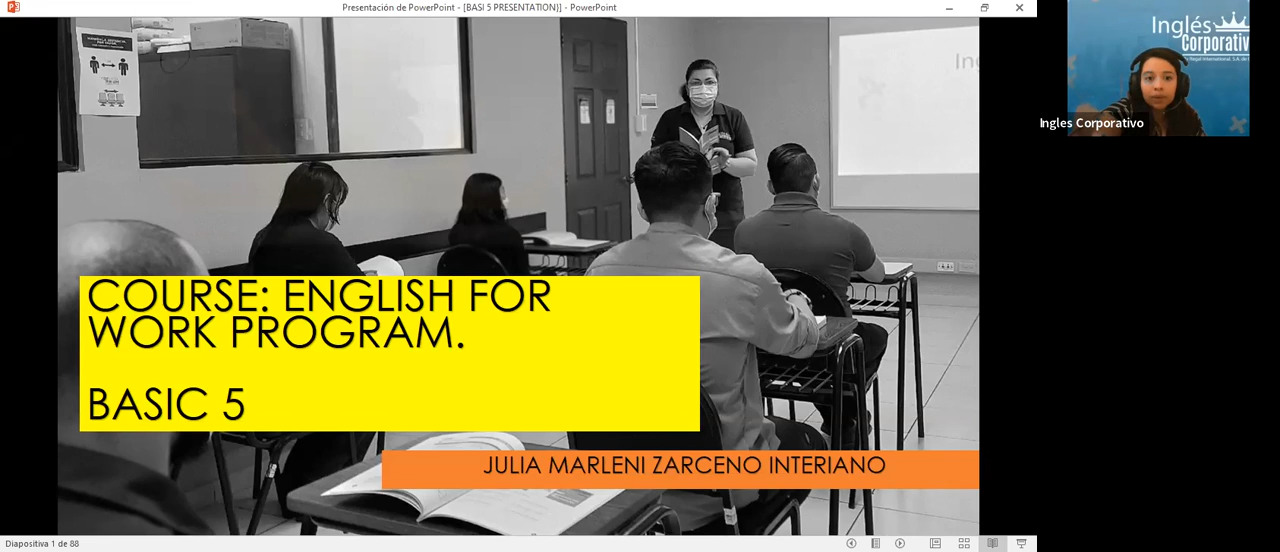 Presentación de PowerPoint - [BASI 5 PRESENTATION)] - PowerPoint
Inglés
Corporativ
Ingles Corporativo
COURSE: ENGLISH FOR
WORK PROGRAM.
BASIC 5
JULIA MARLENI ZARCENO INTERIANO
Diapositiva 1 de 88